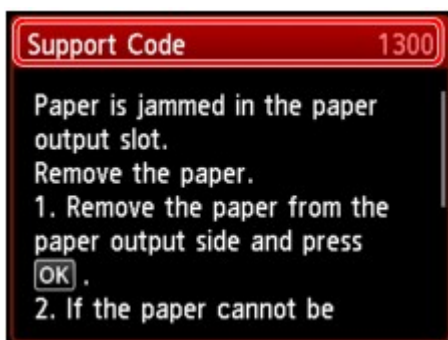 Support Code 1300
Paper is jammed in the paper
output slot.
Remove the paper.
1. Remove the paper from the
paper output side and press
OK .
2. If the paper cannot be